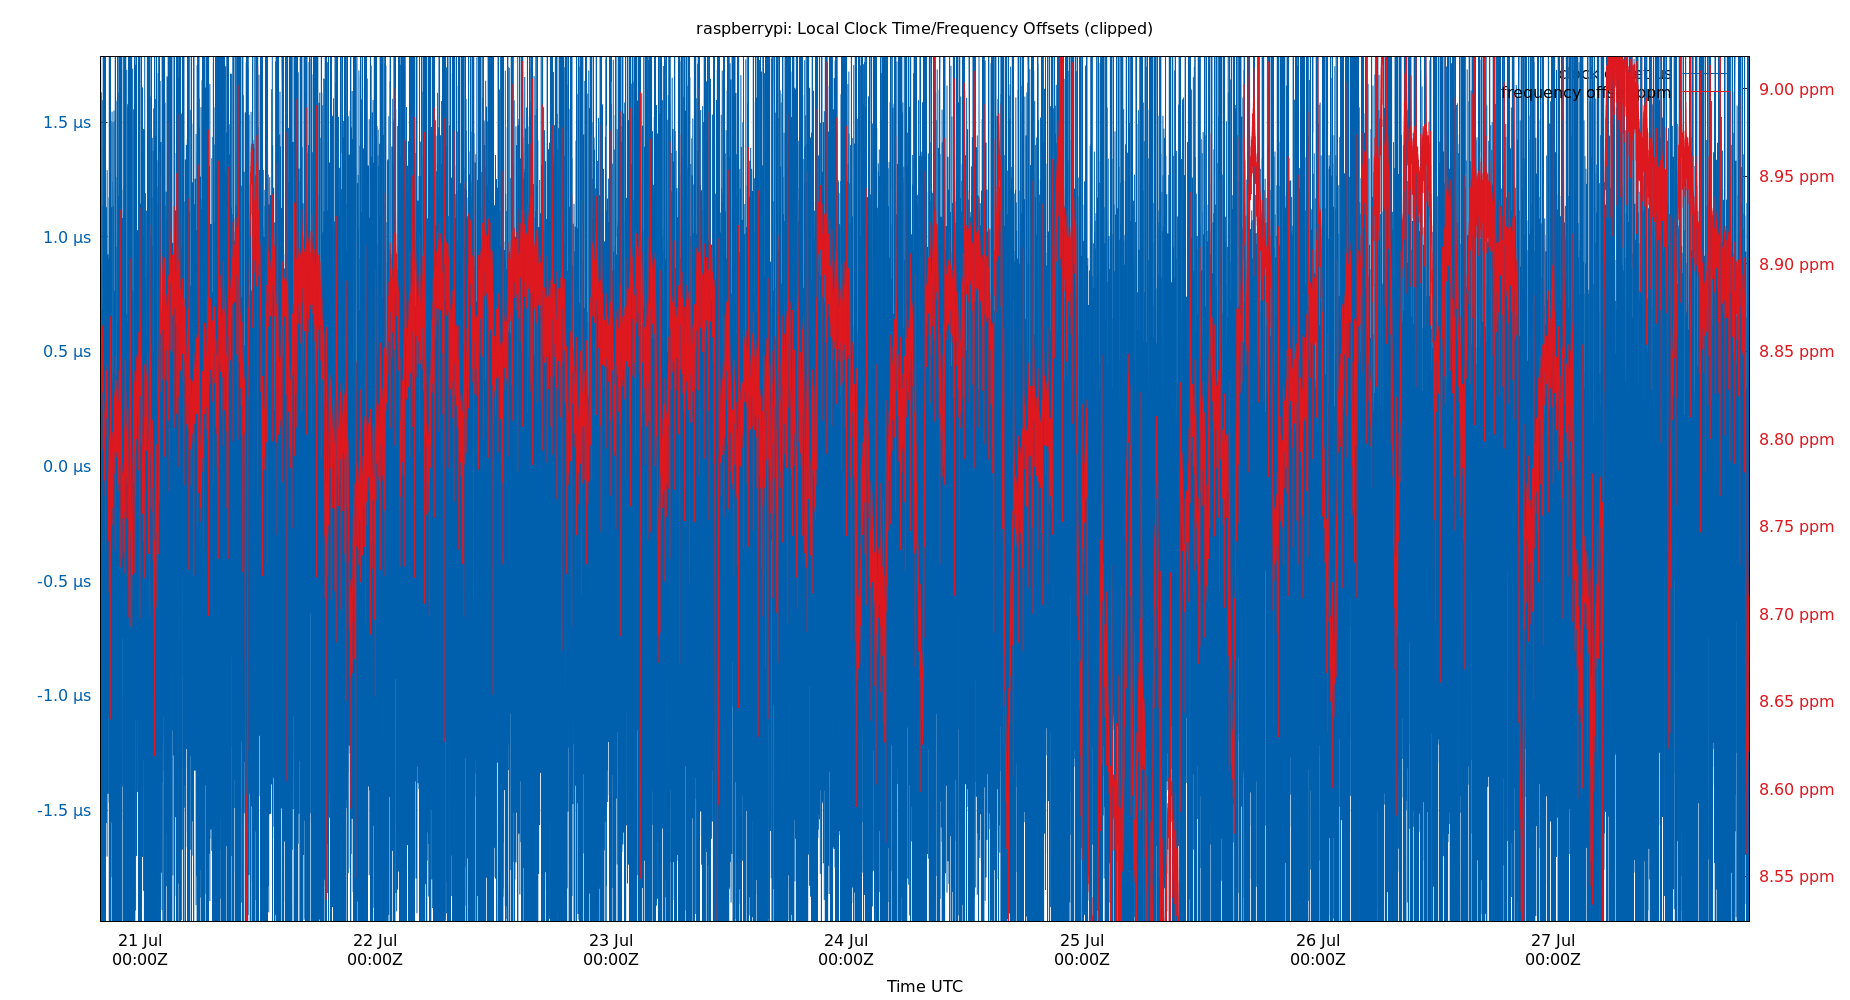 raspberrypi: Local Clock Time/Frequency Offsets (clipped)
frequency offset ppm
1.5 µs
1.0 µs
0.5 µs
0.0 µs
-0.5 µs
-1.0 µs
-1.5 µs
9.00 ppm
8.95 ppm
8.90 ppm
8.85 ppm
8.80 ppm
8.75 ppm
8.70 ppm
8.65 ppm
8.60 ppm
8.55 ppm
21 Jul 22 Jul 23 Jul 24 Jul 25 Jul 26 Jul 27 Jul
00:00Z 00:00Z 00:00Z 00:00Z 00:00Z 00:00Z 00:00Z
Time UTC